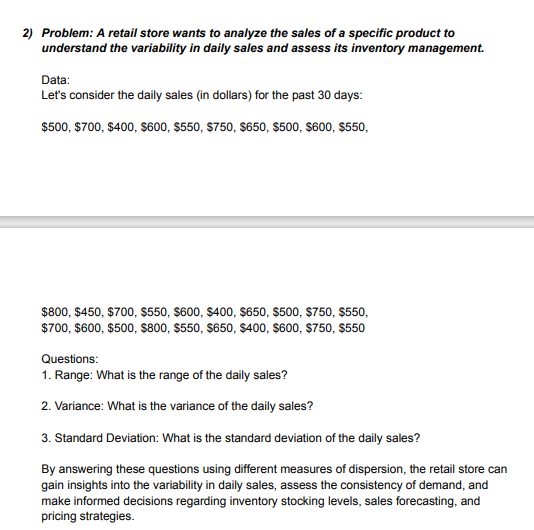 2) Problem: A retail store wants to analyze the sales of a specific product to
understand the variability in daily sales and assess its inventory management.
Data:
Let's consider the daily sales (in dollars) for the past 30 days:
$500, $700, $400, $600, $550, $750, $650, $500, $600, $550,
$800, $450, $700, $550, $600, $400, $650, $500, $750, $550,
$700, $600, $500, $800, $550, $650, $400, $600, $750, $550
Questions:
1. Range: What is the range of the daily sales?
2. Variance: What is the variance of the daily sales?
3. Standard Deviation: What is the standard deviation of the daily sales?
By answering these questions using different measures of dispersion, the retail store can
gain insights into the variability in daily sales, assess the consistency of demand, and
make informed decisions regarding inventory stocking levels, sales forecasting, and
pricing strategies.